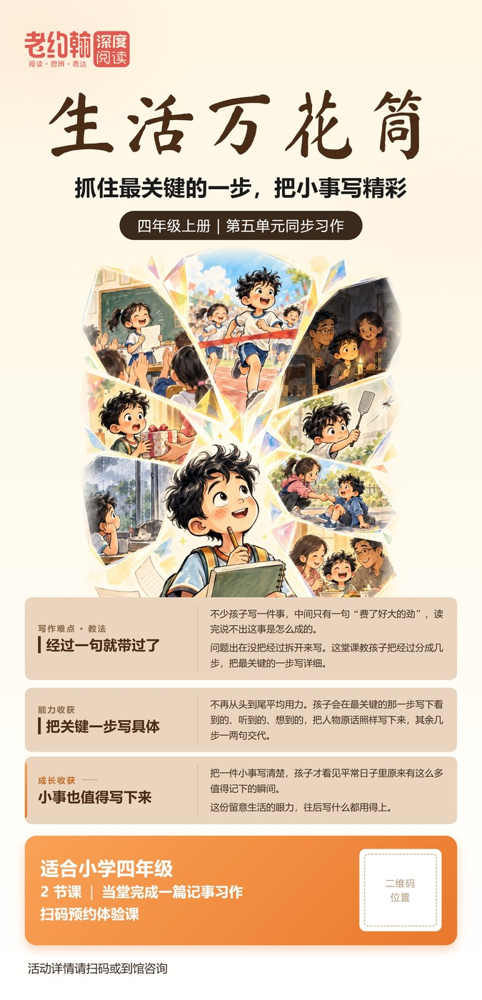 老约翰
深度
阅读
阅读·思辨·表达
生活万花筒
抓住最关键的一步，把小事写精彩
四年级上册｜第五单元同步习作
写作难点·教法
经过一句就带过了
不少孩子写一件事，中间只有一句“费了好大的劲”，读
完说不出这事是怎么成的。
问题出在没把经过拆开来写。这堂课教孩子把经过分成几
步，把最关键的一步写详细。
能力收获
把关键一步写具体
不再从头到尾平均用力。孩子会在最关键的那一步写下看
到的、听到的、想到的，把人物原话照样写下来，其余几
步一两句交代。
成长收获
小事也值得写下来
把一件小事写清楚，孩子才看见平常日子里原来有这么多
值得记下的瞬间。
这份留意生活的眼力，往后写什么都用得上。
适合小学四年级
2 节课｜当堂完成一篇记事习作
扫码预约体验课
二维码
位置
活动详情请扫码或到馆咨询